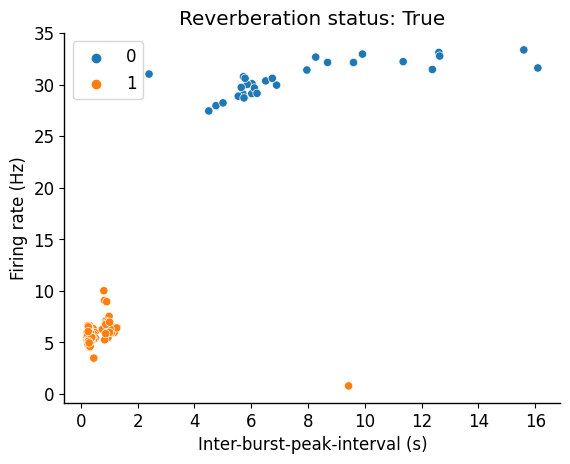 Reverberation status: True
0
1
Firing rate (Hz)
35
30
25
20
15
10
5
0
0 2 4 6 8 10 12 14 16
Inter-burst-peak-interval (s)